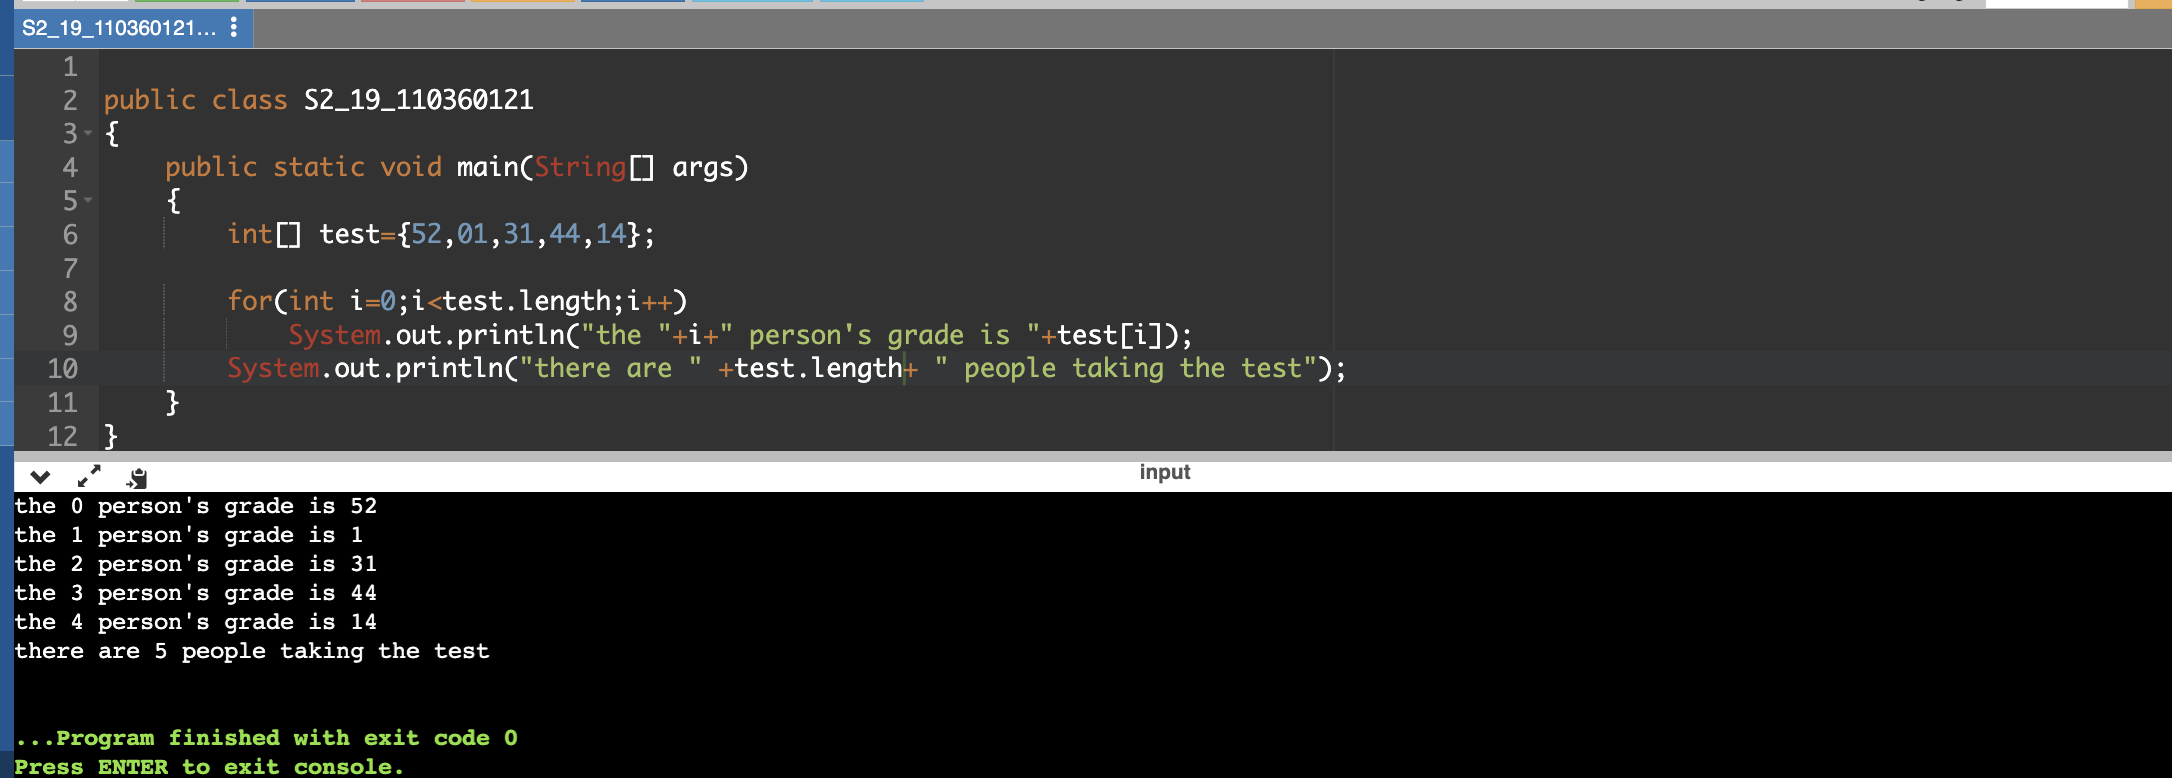 S2_19_110360121...
1
2 public class S2_19_110360121
3 {
4     public static void main(String[] args)
5     {
6         int[] test={52,01,31,44,14};
7
8         for(int i=0;i<test.length;i++)
9             System.out.println("the "+i+" person's grade is "+test[i]);
10         System.out.println("there are " +test.length+ " people taking the test");
11     }
12 }
input
the 0 person's grade is 52
the 1 person's grade is 1
the 2 person's grade is 31
the 3 person's grade is 44
the 4 person's grade is 14
there are 5 people taking the test
...Program finished with exit code 0
Press ENTER to exit console.